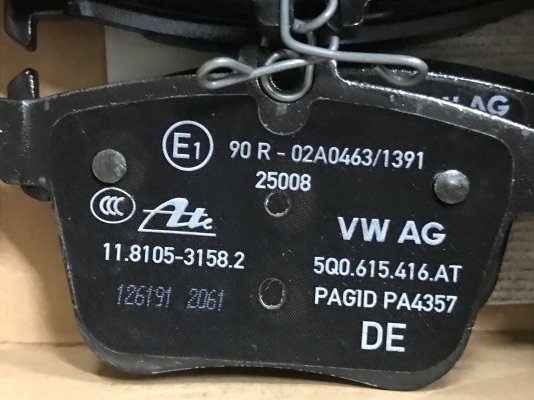 VW AG
E1
90 R - 02A0463/1391
25008
CCC
Ate
11.8105-3158.2
126191 2061
VW AG
5Q0.615.416.AT
PAGID PA4357
DE